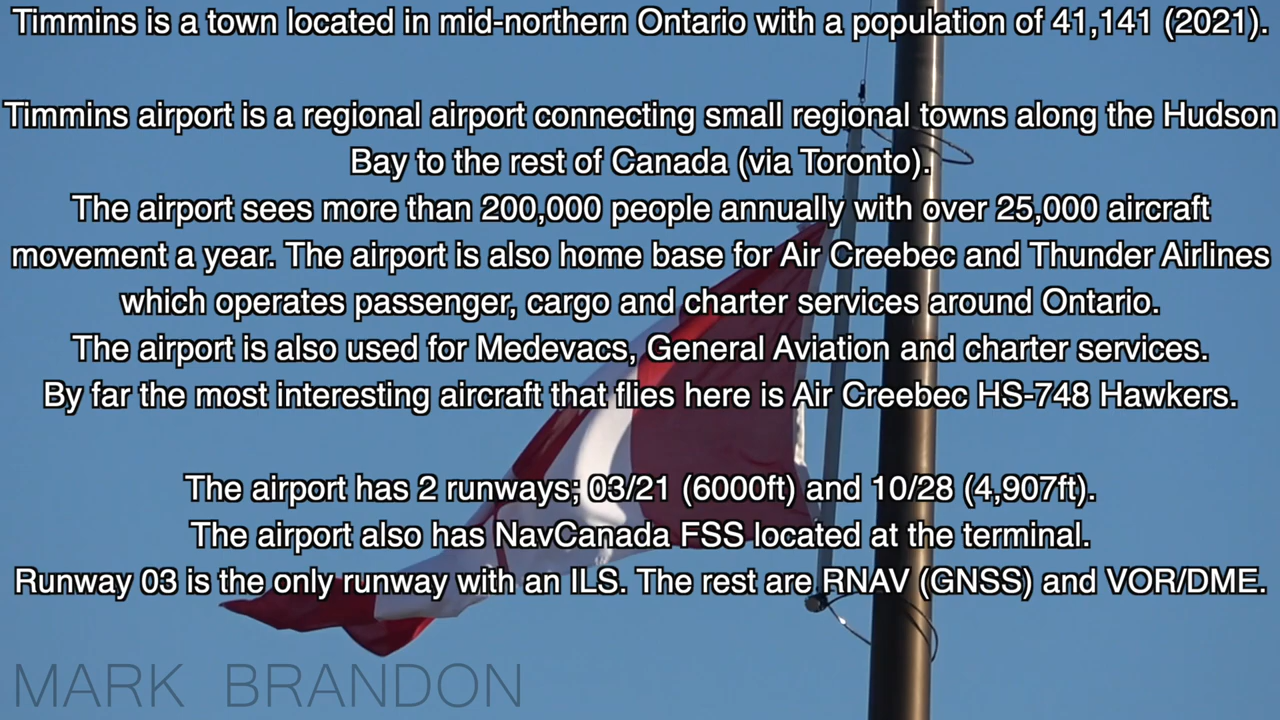 Timmins is a town located in mid-northern Ontario with a population of 41,141 (2021).
Timmins airport is a regional airport connecting small regional towns along the Hudson
Bay to the rest of Canada (via Toronto).
The airport sees more than 200,000 people annually with over 25,000 aircraft
movement a year. The airport is also home base for Air Creebec and Thunder Airlines
which operates passenger, cargo and charter services around Ontario.
The airport is also used for Medevacs, General Aviation and charter services.
By far the most interesting aircraft that flies here is Air Creebec HS-748 Hawkers.
The airport has 2 runways; 03/21 (6000ft) and 10/28 (4,907ft).
The airport also has NavCanada FSS located at the terminal.
Runway 03 is the only runway with an ILS. The rest are RNAV (GNSS) and VOR/DME.
MARK BRANDON